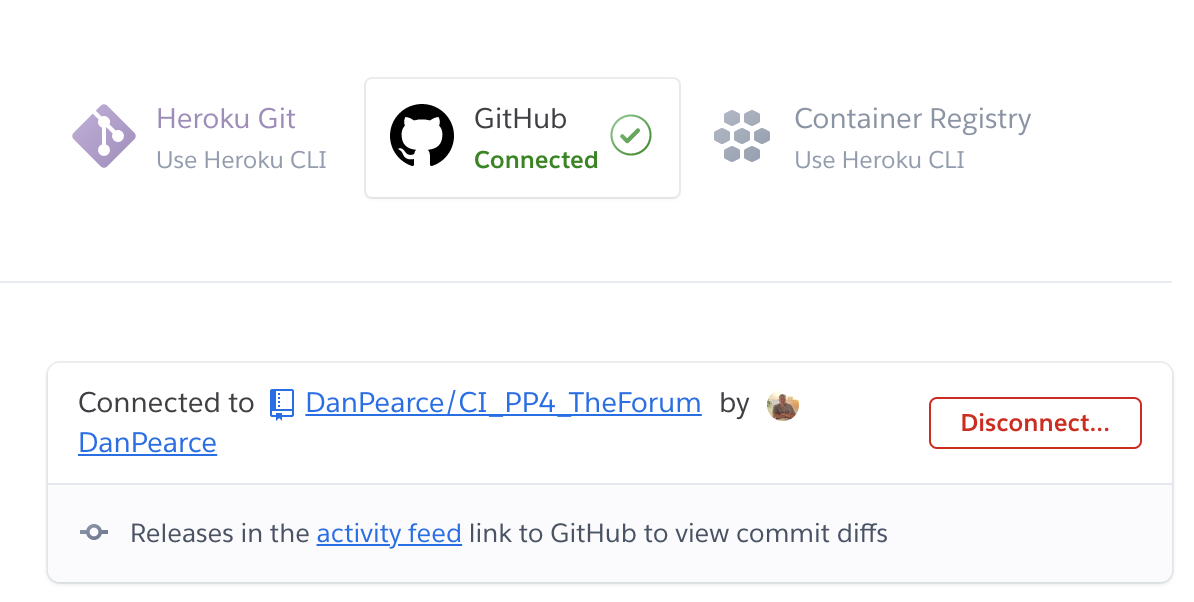 Heroku Git
Use Heroku CLI
GitHub
Connected
Container Registry
Use Heroku CLI
Connected to DanPearce/CI_PP4_TheForum by
DanPearce
Disconnect...
Releases in the activity feed link to GitHub to view commit diffs